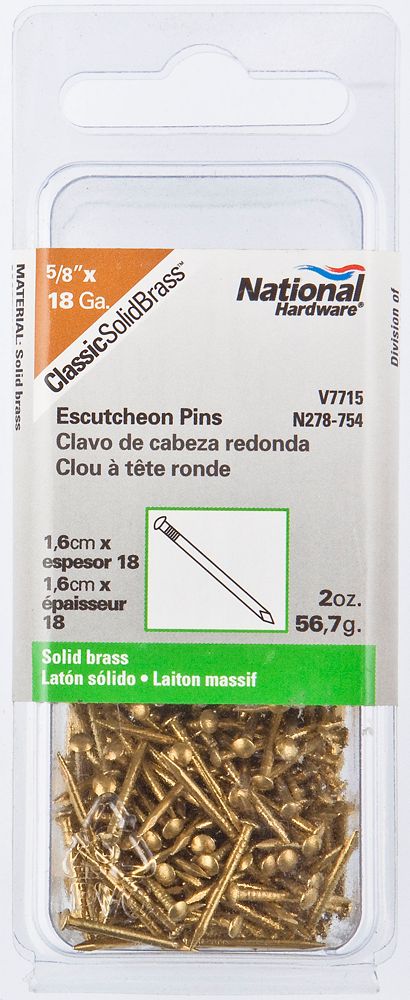 5/8"x
18 Ga.
ClassicSolidBrass™
National
Hardware®
MATERIAL: Solid brass
Division of
V7715
Escutcheon Pins N278-754
Clavo de cabeza redonda
Clou à tête ronde
1,6cm x
espesor 18
1,6cm x
épaisseur
18
2oz.
56,7g.
Solid brass
Latón sólido • Laiton massif